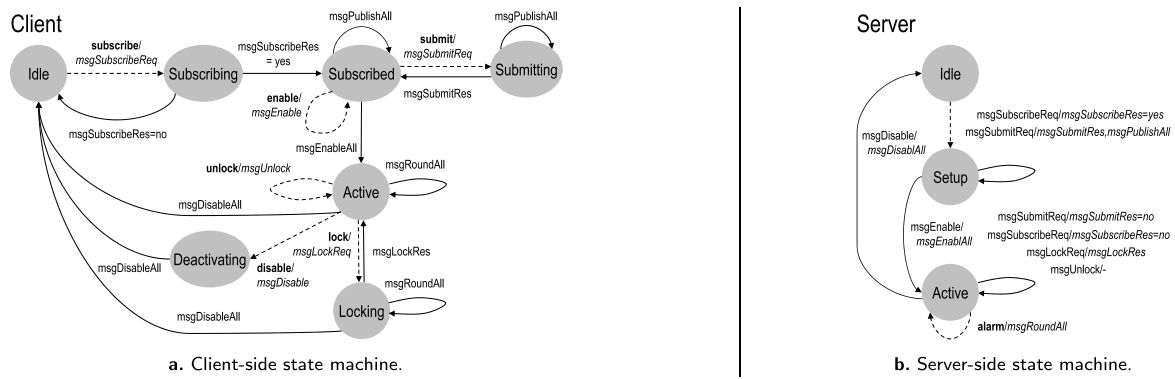 Client
msgPublishAll
msgPublishAll
subscribe/
msgSubscribeReq
msgSubscribeRes
= yes
submit/
msgSubmitReq
Idle
Subscribing
Subscribed
Submitting
msgSubmitRes
enable/
msgEnable
msgSubscribeRes=no
msgEnableAll
unlock/msgUnlock
msgRoundAll
Active
msgDisableAll
lock/
msgLockReq
msgLockRes
Deactivating
msgDisableAll
disable/
msgDisable
msgRoundAll
Locking
msgDisableAll
a. Client-side state machine.
Server
Idle
msgSubscribeReq/msgSubscribeRes=yes
msgSubmitReq/msgSubmitRes,msgPublishAll
msgDisable/
msgDisablAll
Setup
msgSubmitReq/msgSubmitRes=no
msgEnable/
msgEnablAll
msgSubscribeReq/msgSubscribeRes=no
msgLockReq/msgLockRes
msgUnlock/-
Active
alarm/msgRoundAll
b. Server-side state machine.